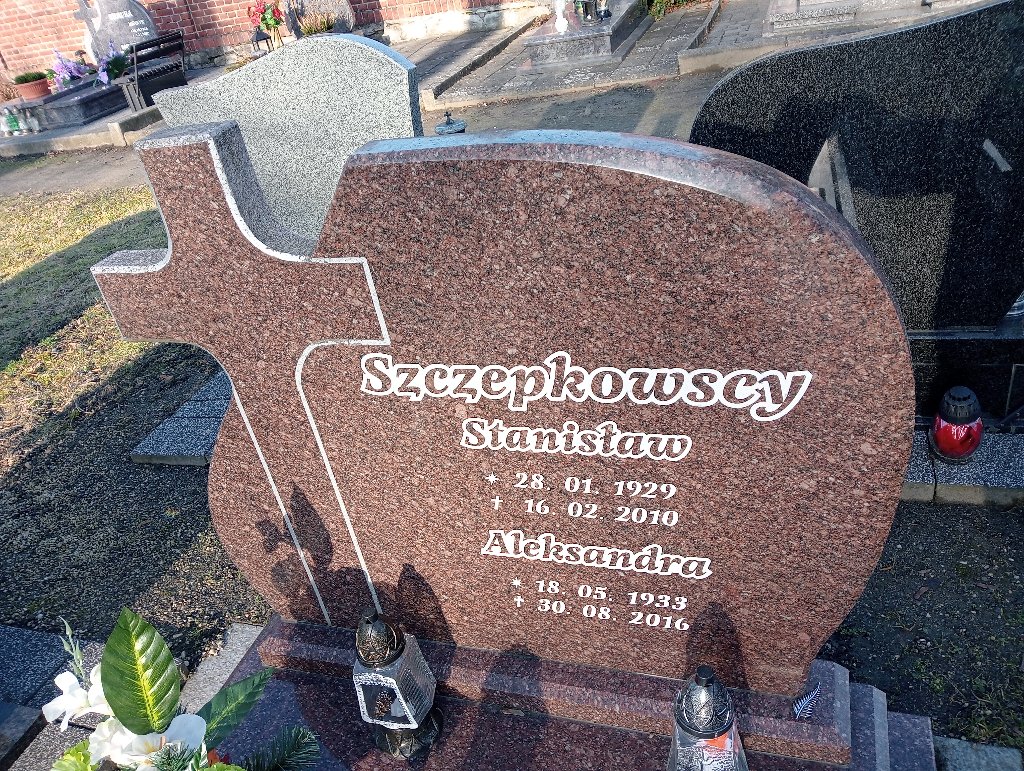 Szczepkowscy
Stanisław
* 28. 01. 1929
† 16. 02. 2010
Aleksandra
* 18. 05. 1933
† 30. 08. 2016